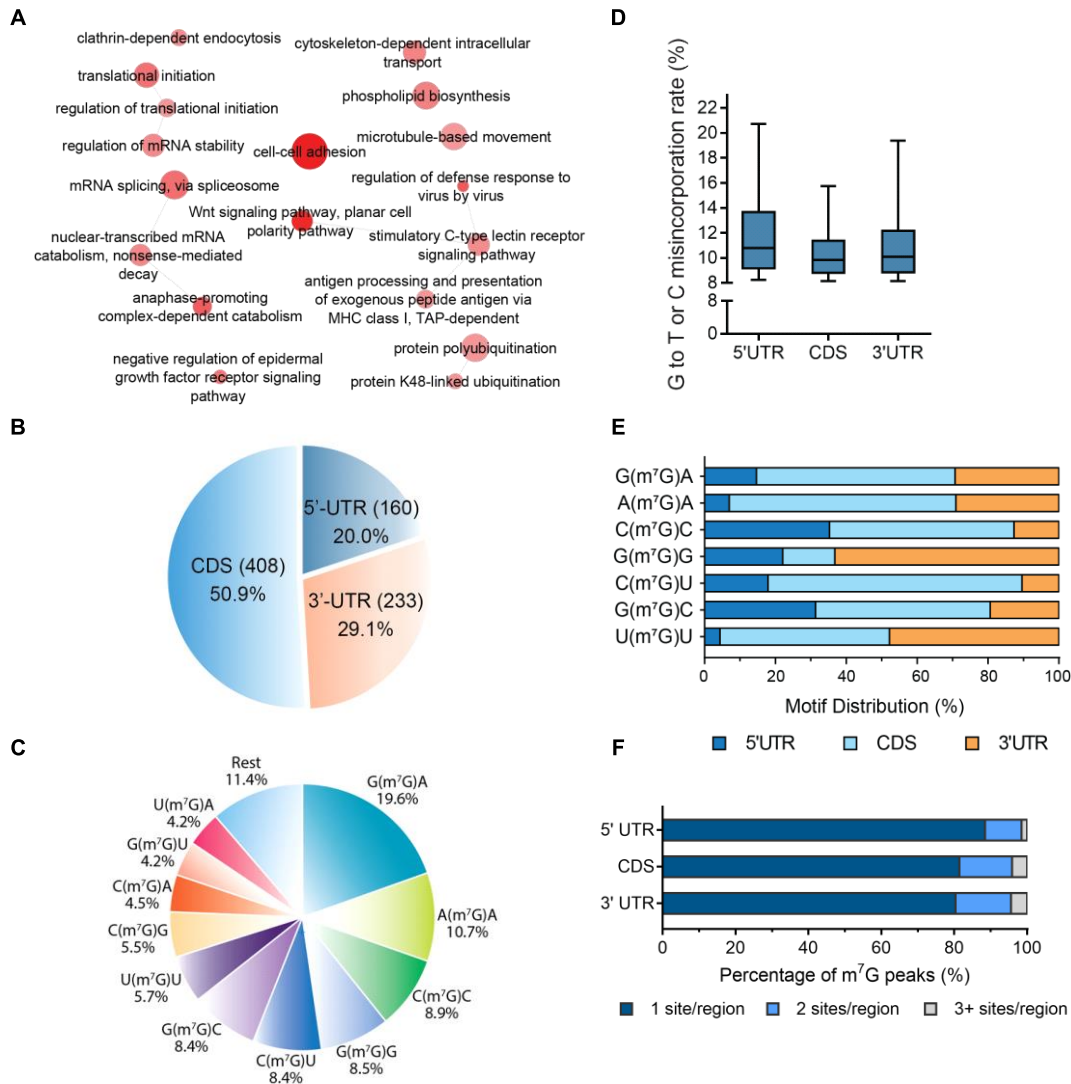 A
clathrin-dependent endocytosis
translational initiation
regulation of translational initiation
regulation of mRNA stability
cell-cell adhesion
mRNA splicing, via spliceosome
Wnt signaling pathway, planar cell
polarity pathway
nuclear-transcribed mRNA
catabolism, nonsense-mediated
decay
anaphase-promoting
complex-dependent catabolism
negative regulation of epidermal
growth factor receptor signaling
pathway
cytoskeleton-dependent intracellular
transport
phospholipid biosynthesis
microtubule-based movement
regulation of defense response to
virus by virus
stimulatory C-type lectin receptor
signaling pathway
antigen processing and presentation
of exogenous peptide antigen via
MHC class I, TAP-dependent
protein polyubiquitination
protein K48-linked ubiquitination
B
5’-UTR (160)
20.0%
CDS (408)
50.9%
3’-UTR (233)
29.1%
C
G(m⁷G)A
19.6%
A(m⁷G)A
10.7%
C(m⁷G)C
8.9%
G(m⁷G)G
8.5%
C(m⁷G)U
8.4%
G(m⁷G)C
8.4%
U(m⁷G)U
5.7%
C(m⁷G)G
5.5%
C(m⁷G)A
4.5%
G(m⁷G)U
4.2%
U(m⁷G)A
4.2%
Rest
11.4%
D
G to T or C misincorporation rate (%)
22
20
18
16
14
12
10
8
8
0
5'UTR CDS 3'UTR
E
G(m⁷G)A
A(m⁷G)A
C(m⁷G)C
G(m⁷G)G
C(m⁷G)U
G(m⁷G)C
U(m⁷G)U
0 20 40 60 80 100
Motif Distribution (%)
5'UTR CDS 3'UTR
F
5' UTR
CDS
3' UTR
0 20 40 60 80 100
Percentage of m⁷G peaks (%)
1 site/region 2 sites/region 3+ sites/region